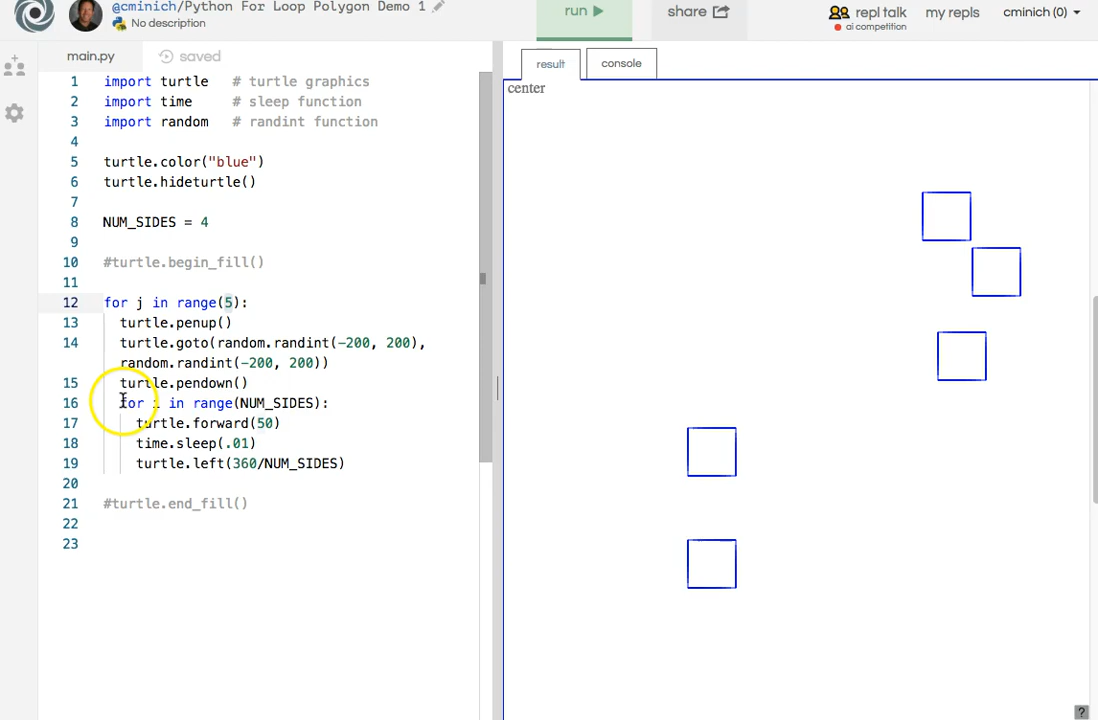 @cminich/Python For Loop Polygon Demo 1
No description
run
share
repl talk
ai competition
my repls
cminich (0)
main.py
saved
result
console
1 import turtle # turtle graphics
2 import time # sleep function
3 import random # randint function
4
5 turtle.color("blue")
6 turtle.hideturtle()
7
8 NUM_SIDES = 4
9
10 #turtle.begin_fill()
11
12 for j in range(5):
13 turtle.penup()
14 turtle.goto(random.randint(-200, 200),
random.randint(-200, 200))
15 turtle.pendown()
16 for i in range(NUM_SIDES):
17 turtle.forward(50)
18 time.sleep(.01)
19 turtle.left(360/NUM_SIDES)
20
21 #turtle.end_fill()
22
23
center
?